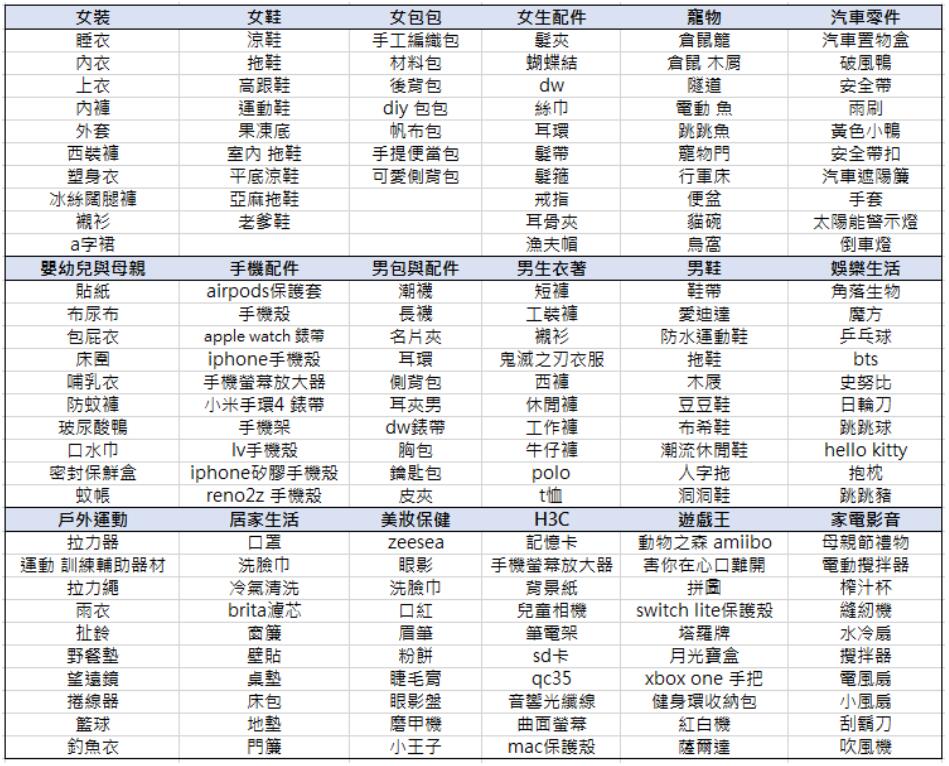 女裝 女鞋 女包包 女生配件 寵物 汽車零件
睡衣 涼鞋 手工編織包 髮夾 倉鼠籠 汽車置物盒
內衣 拖鞋 材料包 蝴蝶結 倉鼠 木屑 破風鴨
上衣 高跟鞋 後背包 dw 隧道 安全帶
內褲 運動鞋 diy 包包 絲巾 電動 魚 雨刷
外套 果凍底 帆布包 耳環 跳跳魚 黃色小鴨
西裝褲 室內 拖鞋 手提便當包 髮帶 寵物門 安全帶扣
塑身衣 平底涼鞋 可愛側背包 髮箍 行軍床 汽車遮陽簾
冰絲闊腿褲 亞麻拖鞋 戒指 便盆 手套
襯衫 老爹鞋 耳骨夾 貓碗 太陽能警示燈
a字裙 漁夫帽 鳥窩 倒車燈
嬰幼兒與母親 手機配件 男包與配件 男生衣著 男鞋 娛樂生活
貼紙 airpods保護套 潮襪 短褲 鞋帶 角落生物
布尿布 手機殼 長襪 工裝褲 愛迪達 魔方
包屁衣 apple watch 錶帶 名片夾 襯衫 防水運動鞋 乒乓球
床圍 iphone手機殼 耳環 鬼滅之刃衣服 拖鞋 bts
哺乳衣 手機螢幕放大器 側背包 西褲 木屐 史努比
防蚊褲 小米手環4 錶帶 耳夾男 休閒褲 豆豆鞋 日輪刀
玻尿酸鴨 手機架 dw錶帶 工作褲 布希鞋 跳跳球
口水巾 lv手機殼 胸包 牛仔褲 潮流休閒鞋 hello kitty
密封保鮮盒 iphone矽膠手機殼 鑰匙包 polo 人字拖 抱枕
蚊帳 reno2z 手機殼 皮夾 t恤 洞洞鞋 跳跳豬
戶外運動 居家生活 美妝保健 H3C 遊戲王 家電影音
拉力器 口罩 zeesea 記憶卡 動物之森 amiibo 母親節禮物
運動 訓練輔助器材 洗臉巾 眼影 手機螢幕放大器 害你在心口難開 電動攪拌器
拉力繩 冷氣清洗 洗臉巾 背景紙 拼圖 榨汁杯
雨衣 brita濾芯 口紅 兒童相機 switch lite保護殼 縫紉機
扯鈴 窗簾 眉筆 筆電架 塔羅牌 水冷扇
野餐墊 壁貼 粉餅 sd卡 月光寶盒 攪拌器
望遠鏡 桌墊 睫毛膏 qc35 xbox one 手把 電風扇
捲線器 床包 眼影盤 音響光纖線 健身環收納包 小風扇
籃球 地墊 磨甲機 曲面螢幕 紅白機 刮鬍刀
釣魚衣 門簾 小王子 mac保護殼 薩爾達 吹風機